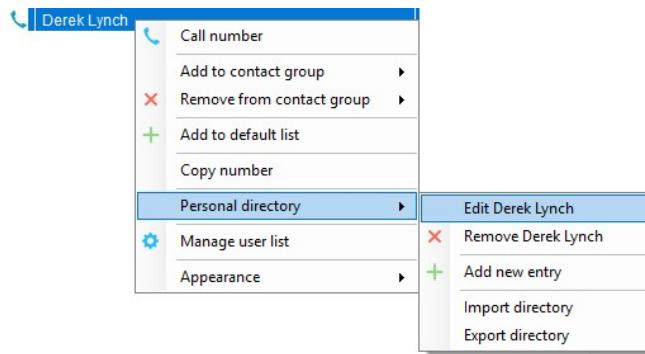 Derek Lynch
Call number
Add to contact group
Remove from contact group
Add to default list
Copy number
Personal directory
Manage user list
Appearance
Edit Derek Lynch
Remove Derek Lynch
Add new entry
Import directory
Export directory